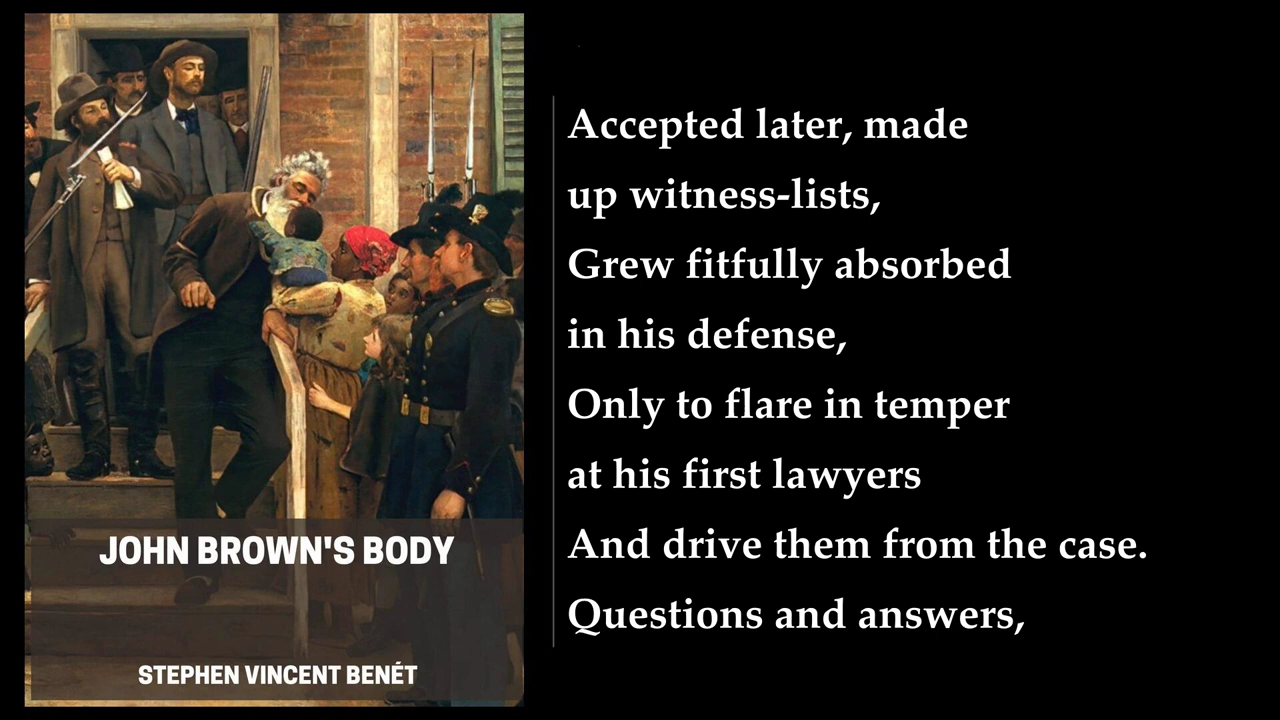 JOHN BROWN'S BODY
STEPHEN VINCENT BENÉT
Accepted later, made
up witness-lists,
Grew fitfully absorbed
in his defense,
Only to flare in temper
at his first lawyers
And drive them from the case.
Questions and answers,